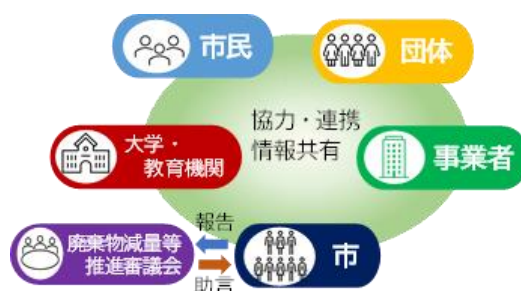 市民
団体
協力・連携
情報共有
大学・
教育機関
事業者
報告
廃棄物減量等
推進審議会
市
助言